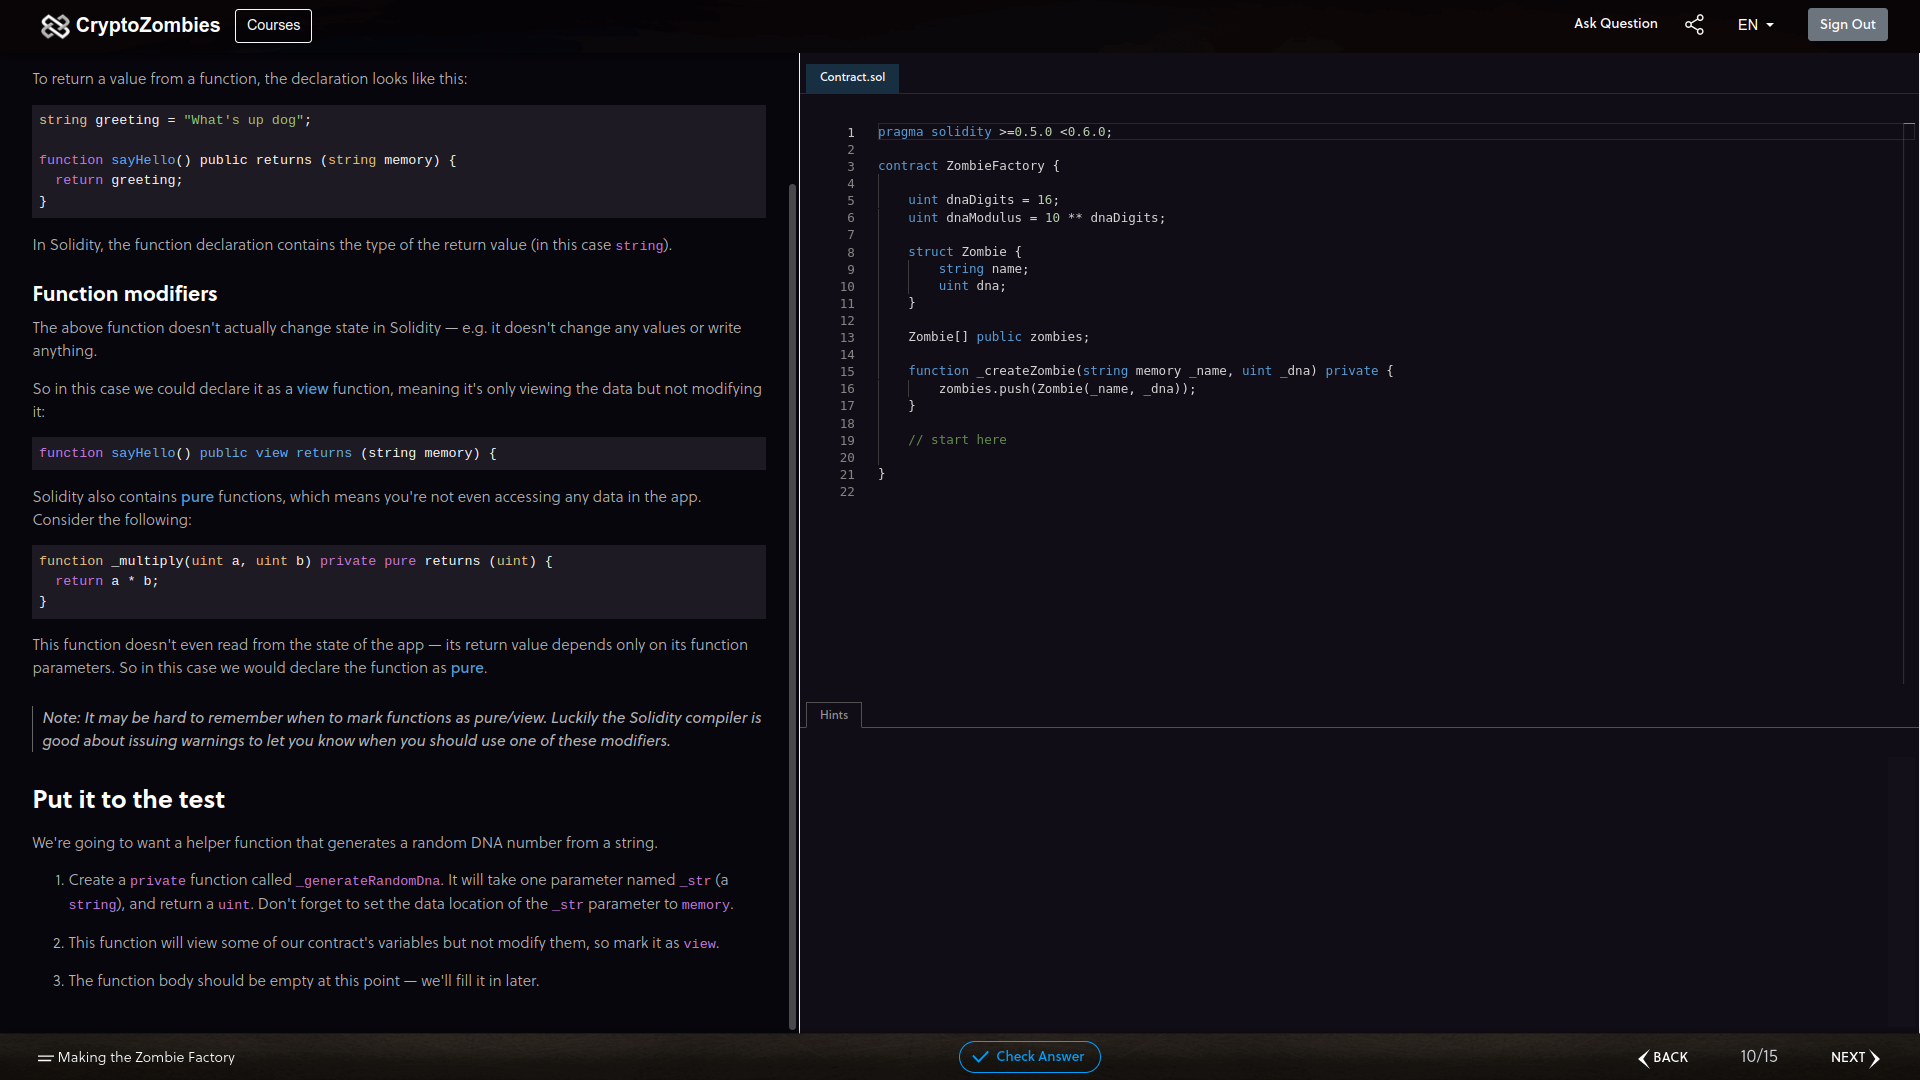 CryptoZombies
Courses
Ask Question
EN
Sign Out
To return a value from a function, the declaration looks like this:
string greeting = "What's up dog";
function sayHello() public returns (string memory) {
  return greeting;
}
In Solidity, the function declaration contains the type of the return value (in this case string).
Function modifiers
The above function doesn't actually change state in Solidity — e.g. it doesn't change any values or write
anything.
So in this case we could declare it as a view function, meaning it's only viewing the data but not modifying
it:
function sayHello() public view returns (string memory) {
Solidity also contains pure functions, which means you're not even accessing any data in the app.
Consider the following:
function _multiply(uint a, uint b) private pure returns (uint) {
  return a * b;
}
This function doesn't even read from the state of the app — its return value depends only on its function
parameters. So in this case we would declare the function as pure.
Note: It may be hard to remember when to mark functions as pure/view. Luckily the Solidity compiler is
good about issuing warnings to let you know when you should use one of these modifiers.
Put it to the test
We're going to want a helper function that generates a random DNA number from a string.
1. Create a private function called _generateRandomDna. It will take one parameter named _str (a
string), and return a uint. Don't forget to set the data location of the _str parameter to memory.
2. This function will view some of our contract's variables but not modify them, so mark it as view.
3. The function body should be empty at this point — we'll fill it in later.
Contract.sol
1 pragma solidity >=0.5.0 <0.6.0;
2
3 contract ZombieFactory {
4
5     uint dnaDigits = 16;
6     uint dnaModulus = 10 ** dnaDigits;
7
8     struct Zombie {
9         string name;
10         uint dna;
11     }
12
13     Zombie[] public zombies;
14
15     function _createZombie(string memory _name, uint _dna) private {
16         zombies.push(Zombie(_name, _dna));
17     }
18
19     // start here
20
21 }
22
Hints
Making the Zombie Factory
Check Answer
BACK
10/15
NEXT